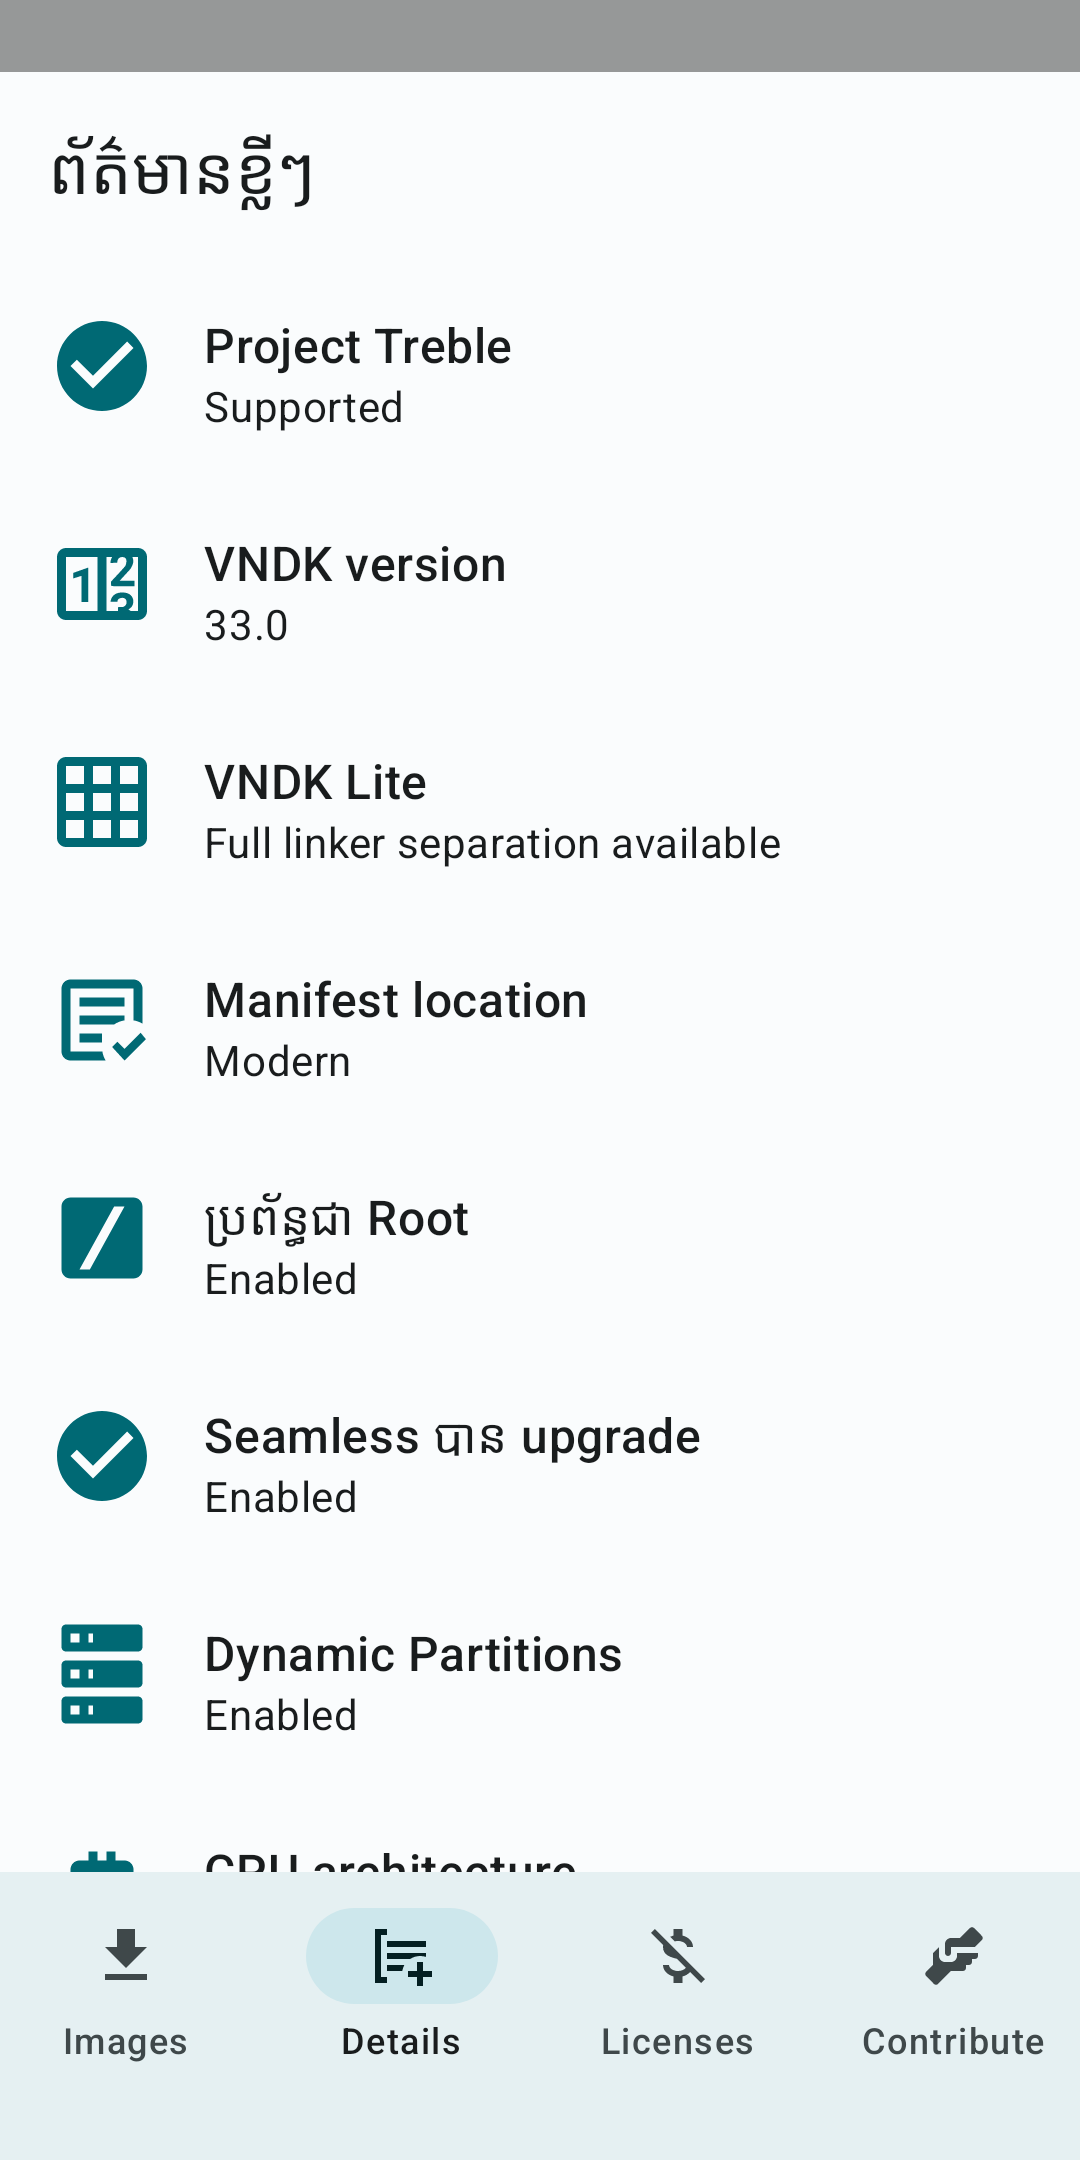 ព័ត៌មានខ្លីៗ
Project Treble
Supported
VNDK version
33.0
VNDK Lite
Full linker separation available
Manifest location
Modern
ប្រព័ន្ធជា Root
Enabled
Seamless បាន upgrade
Enabled
Dynamic Partitions
Enabled
CPU architecture
Images
Details
Licenses
Contribute